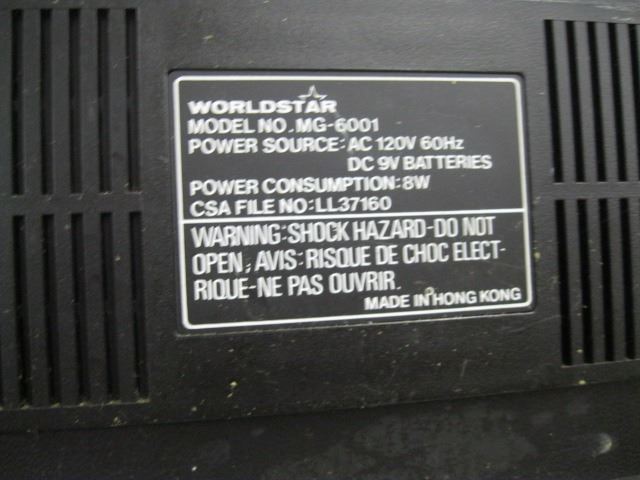 WORLDSTAR
MODEL NO. MG-6001
POWER SOURCE: AC 120V 60Hz
DC 9V BATTERIES
POWER CONSUMPTION: 8W
CSA FILE NO: LL37160
WARNING: SHOCK HAZARD-DO NOT
OPEN, AVIS: RISQUE DE CHOC ELECT-
RIQUE-NE PAS OUVRIR.
MADE IN HONG KONG